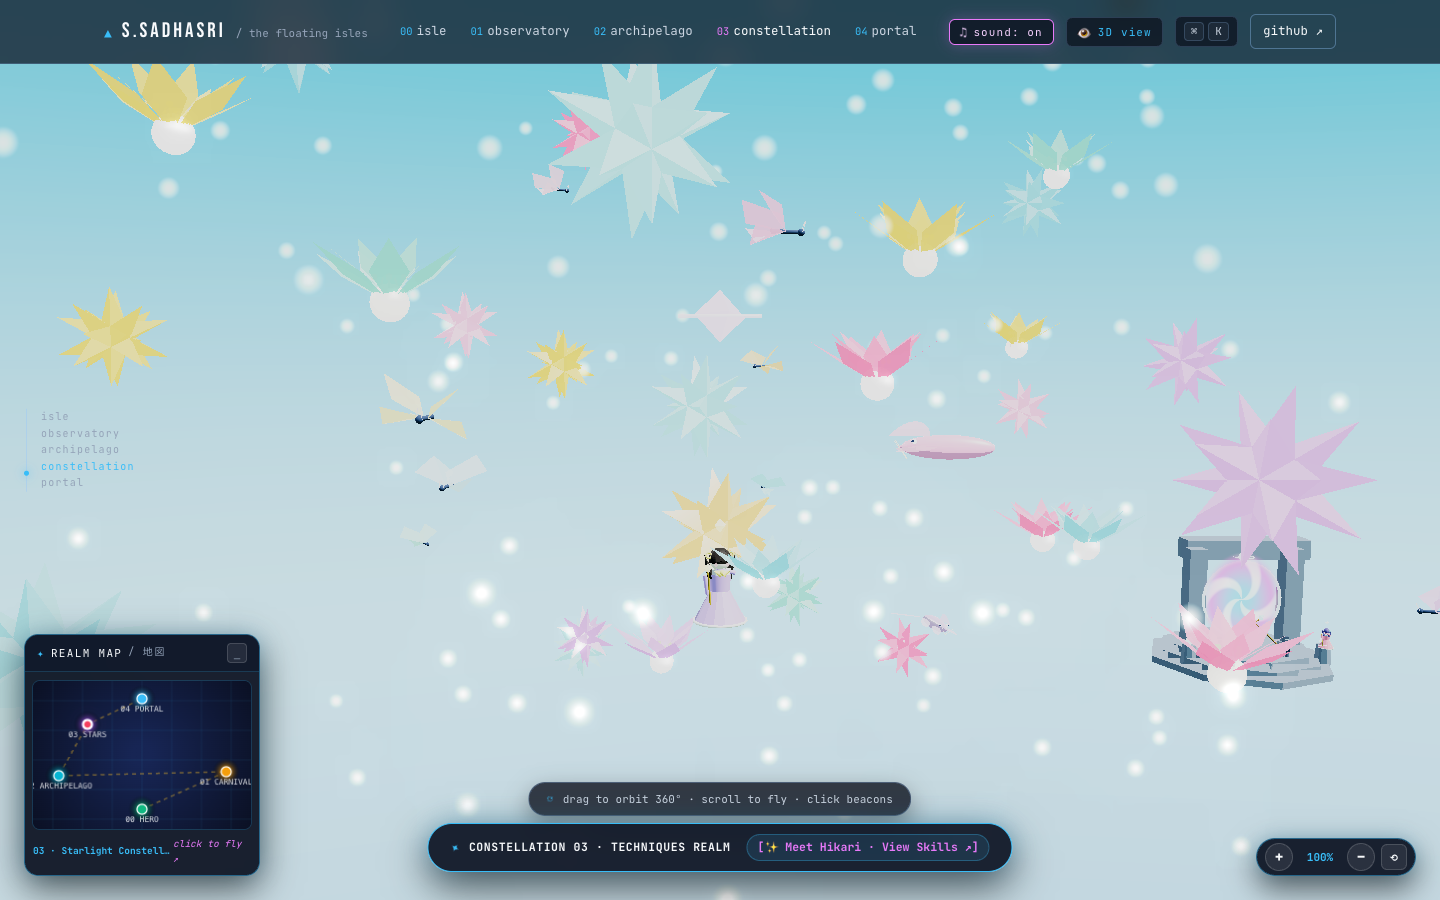 ▲ S.SADHASRI / the floating isles 00 isle 01 observatory 02 archipelago 03 constellation 04 portal ♫ sound: on 👁 3D view ⌘ K github ↗
isle
observatory
archipelago
constellation
portal
✦ REALM MAP / 地図 _
04 PORTAL
03 STARS
ARCHIPELAGO
01 CARNIVAL
00 HERO
03 · Starlight Constell… click to fly ↗
drag to orbit 360° · scroll to fly · click beacons
CONSTELLATION 03 · TECHNIQUES REALM [✨ Meet Hikari · View Skills ↗]
+ 100% − ⟲